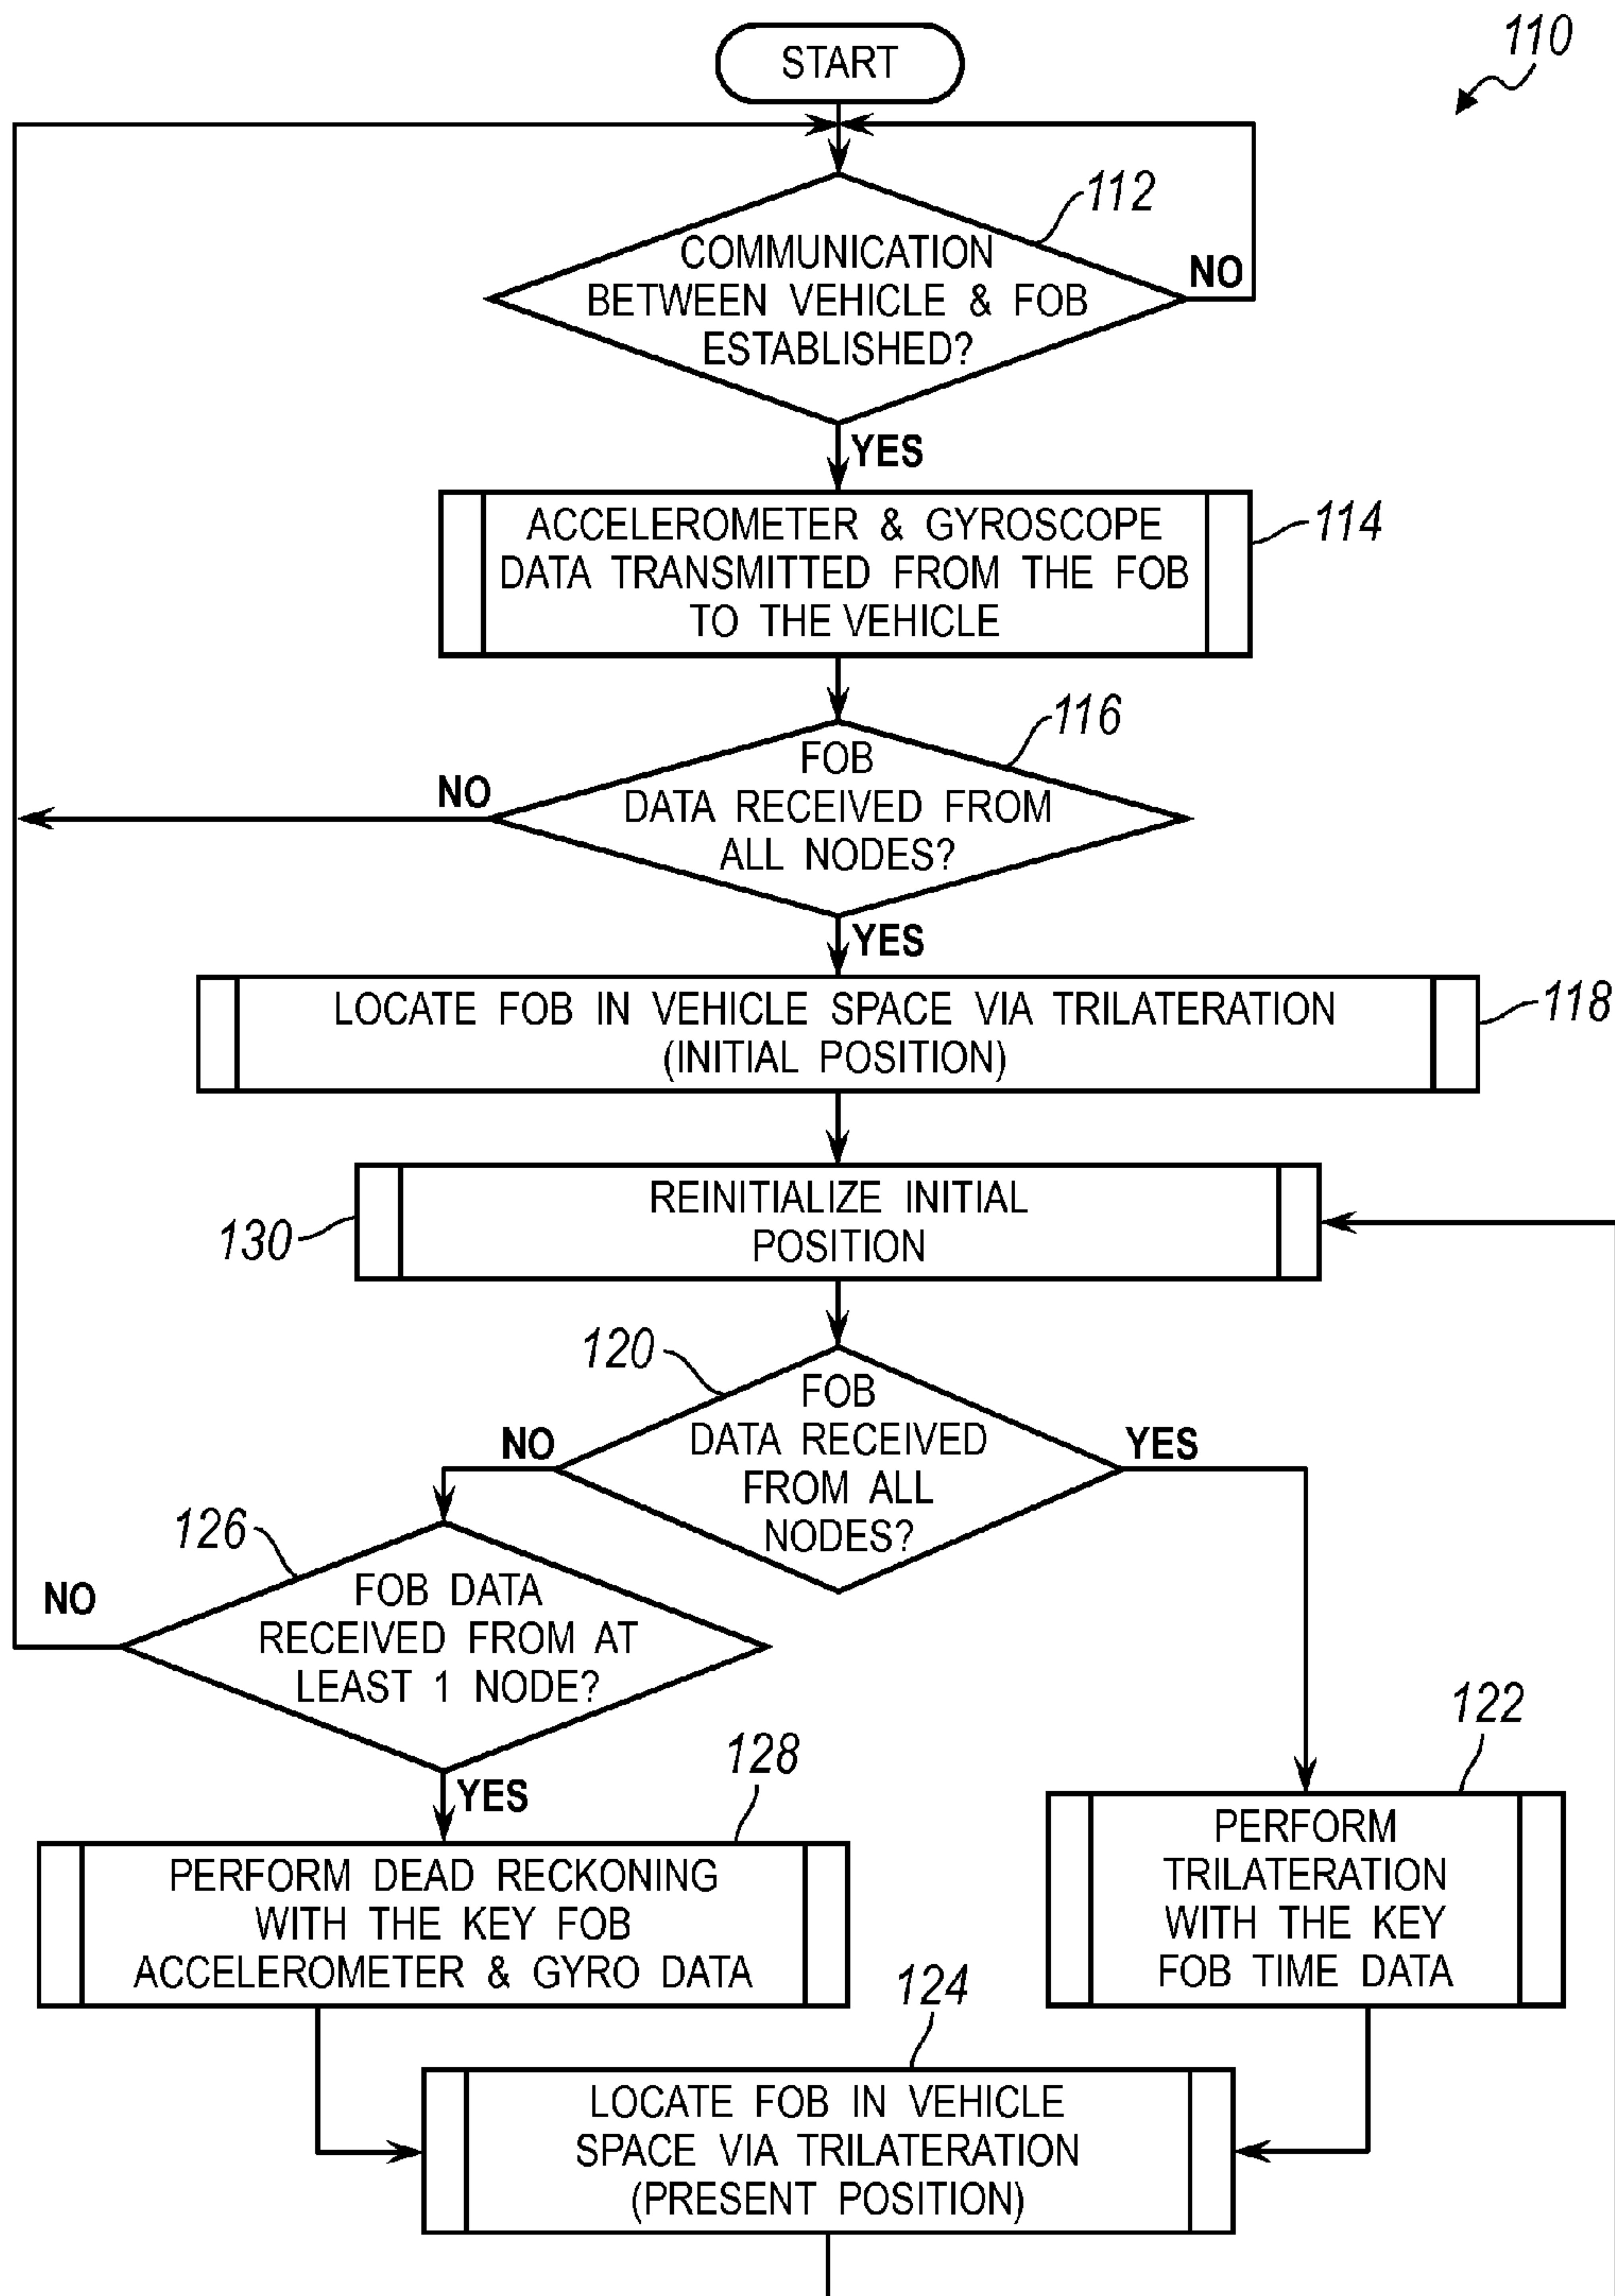 START
110
112
COMMUNICATION
BETWEEN VEHICLE & FOB
ESTABLISHED?
NO
YES
ACCELEROMETER & GYROSCOPE
DATA TRANSMITTED FROM THE FOB
TO THE VEHICLE
114
116
FOB
DATA RECEIVED FROM
ALL NODES?
NO
YES
LOCATE FOB IN VEHICLE SPACE VIA TRILATERATION
(INITIAL POSITION)
118
REINITIALIZE INITIAL
POSITION
130
120
FOB
DATA RECEIVED
FROM ALL
NODES?
NO
YES
126
FOB DATA
RECEIVED FROM AT
LEAST 1 NODE?
NO
YES
128
PERFORM DEAD RECKONING
WITH THE KEY FOB
ACCELEROMETER & GYRO DATA
122
PERFORM
TRILATERATION
WITH THE KEY
FOB TIME DATA
124
LOCATE FOB IN VEHICLE
SPACE VIA TRILATERATION
(PRESENT POSITION)